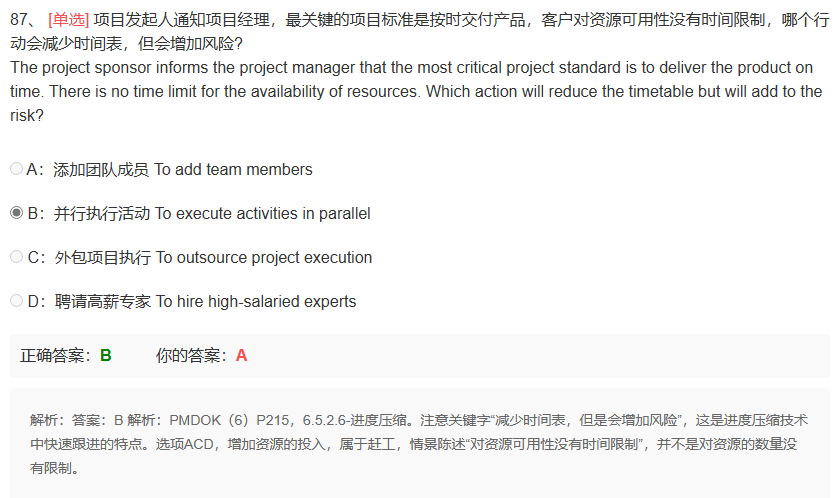 87、 [单选] 项目发起人通知项目经理，最关键的项目标准是按时交付产品，客户对资源可用性没有时间限制，哪个行
动会减少时间表，但会增加风险?
The project sponsor informs the project manager that the most critical project standard is to deliver the product on
time. There is no time limit for the availability of resources. Which action will reduce the timetable but will add to the
risk?
A：添加团队成员 To add team members
B：并行执行活动 To execute activities in parallel
C：外包项目执行 To outsource project execution
D：聘请高薪专家 To hire high-salaried experts
正确答案：B 你的答案：A
解析：答案：B 解析：PMDOK（6）P215，6.5.2.6-进度压缩。注意关键字“减少时间表，但是会增加风险”，这是进度压缩技术
中快速跟进的特点。选项ACD，增加资源的投入，属于赶工，情景陈述“对资源可用性没有时间限制”，并不是对资源的数量没
有限制。